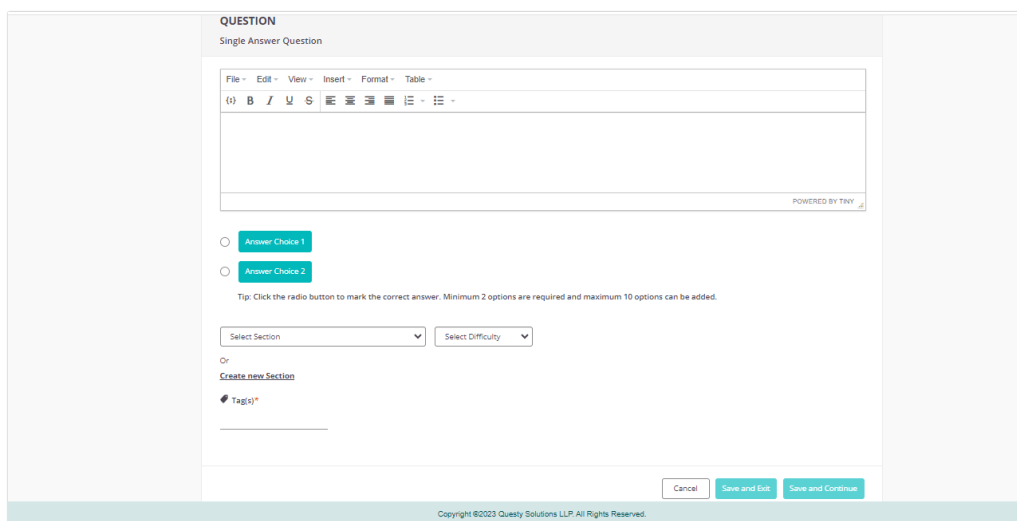 QUESTION
Single Answer Question
File Edit View Insert Format Table
{;} B I U S
POWERED BY TINY
Answer Choice 1
Answer Choice 2
Tip: Click the radio button to mark the correct answer. Minimum 2 options are required and maximum 10 options can be added.
Select Section Select Difficulty
Or
Create new Section
Tag(s)*
Cancel Save and Exit Save and Continue
Copyright ©2023 Questy Solutions LLP. All Rights Reserved.